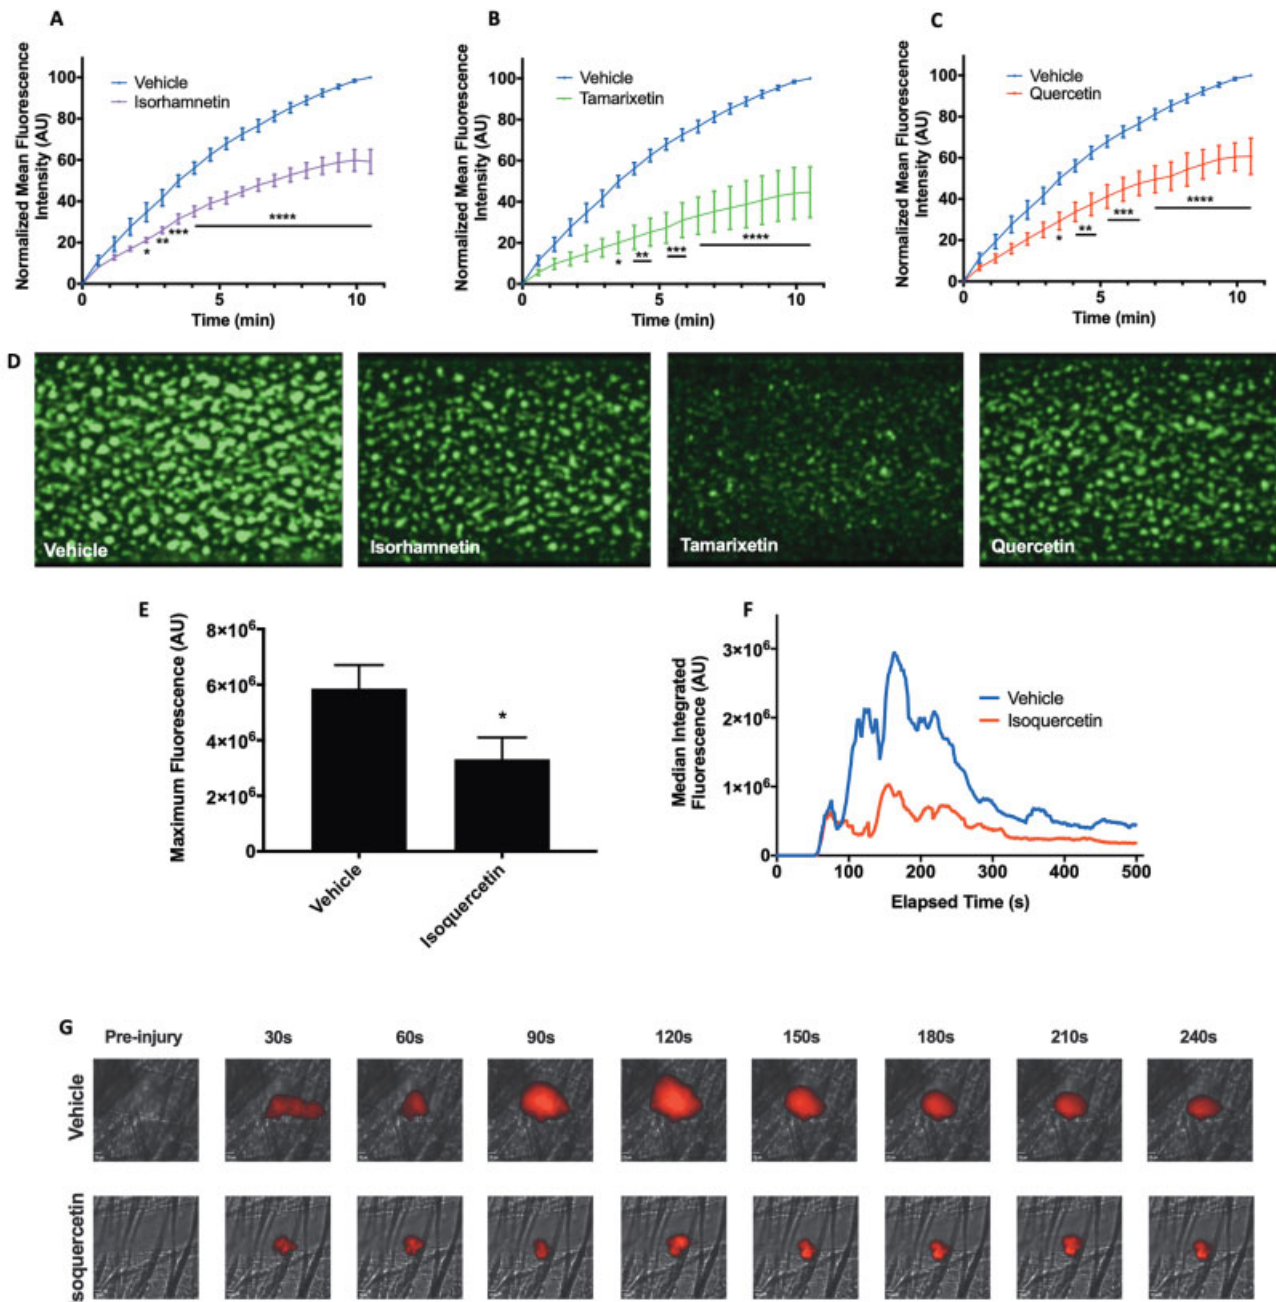 A
Normalized Mean Fluorescence
Intensity (AU)
100
80
60
40
20
0
Vehicle
Isorhamnetin
*
**
***
****
0
5
10
Time (min)
B
Normalized Mean Fluorescence
Intensity (AU)
100
80
60
40
20
0
Vehicle
Tamarixetin
*
**
***
****
0
5
10
Time (min)
C
Normalized Mean Fluorescence
Intensity (AU)
100
80
60
40
20
0
Vehicle
Quercetin
*
**
***
****
0
5
10
Time (min)
D
Vehicle
Isorhamnetin
Tamarixetin
Quercetin
E
Maximum Fluorescence (AU)
8×10⁶
6×10⁶
4×10⁶
2×10⁶
0
*
Vehicle
Isoquercetin
F
Median Integrated
Fluorescence (AU)
3×10⁶
2×10⁶
1×10⁶
0
Vehicle
Isoquercetin
0
100
200
300
400
500
Elapsed Time (s)
G
Pre-injury
30s
60s
90s
120s
150s
180s
210s
240s
Vehicle
Isoquercetin